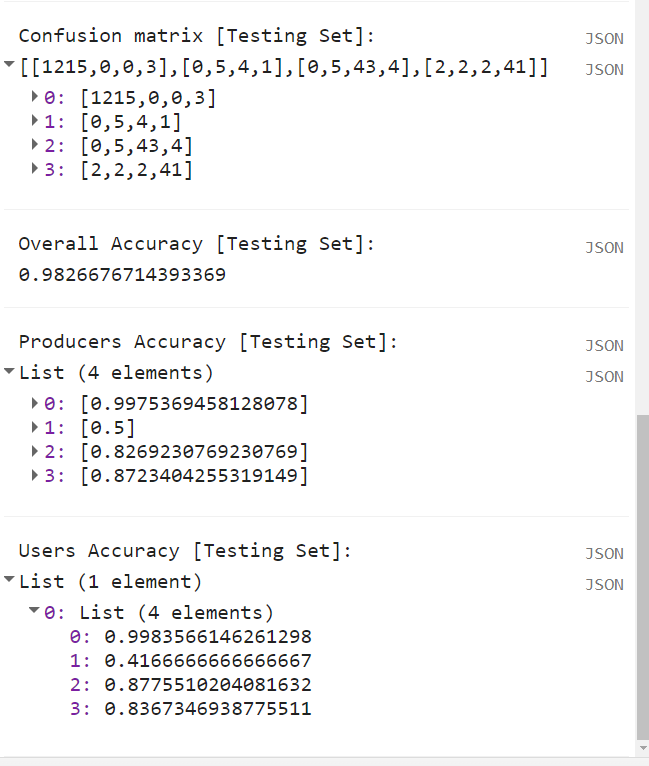 Confusion matrix [Testing Set]: JSON
[[1215,0,0,3],[0,5,4,1],[0,5,43,4],[2,2,2,41]] JSON
0: [1215,0,0,3]
1: [0,5,4,1]
2: [0,5,43,4]
3: [2,2,2,41]
Overall Accuracy [Testing Set]: JSON
0.9826676714393369
Producers Accuracy [Testing Set]: JSON
List (4 elements) JSON
0: [0.9975369458128078]
1: [0.5]
2: [0.8269230769230769]
3: [0.8723404255319149]
Users Accuracy [Testing Set]: JSON
List (1 element) JSON
0: List (4 elements)
0: 0.9983566146261298
1: 0.4166666666666667
2: 0.8775510204081632
3: 0.8367346938775511